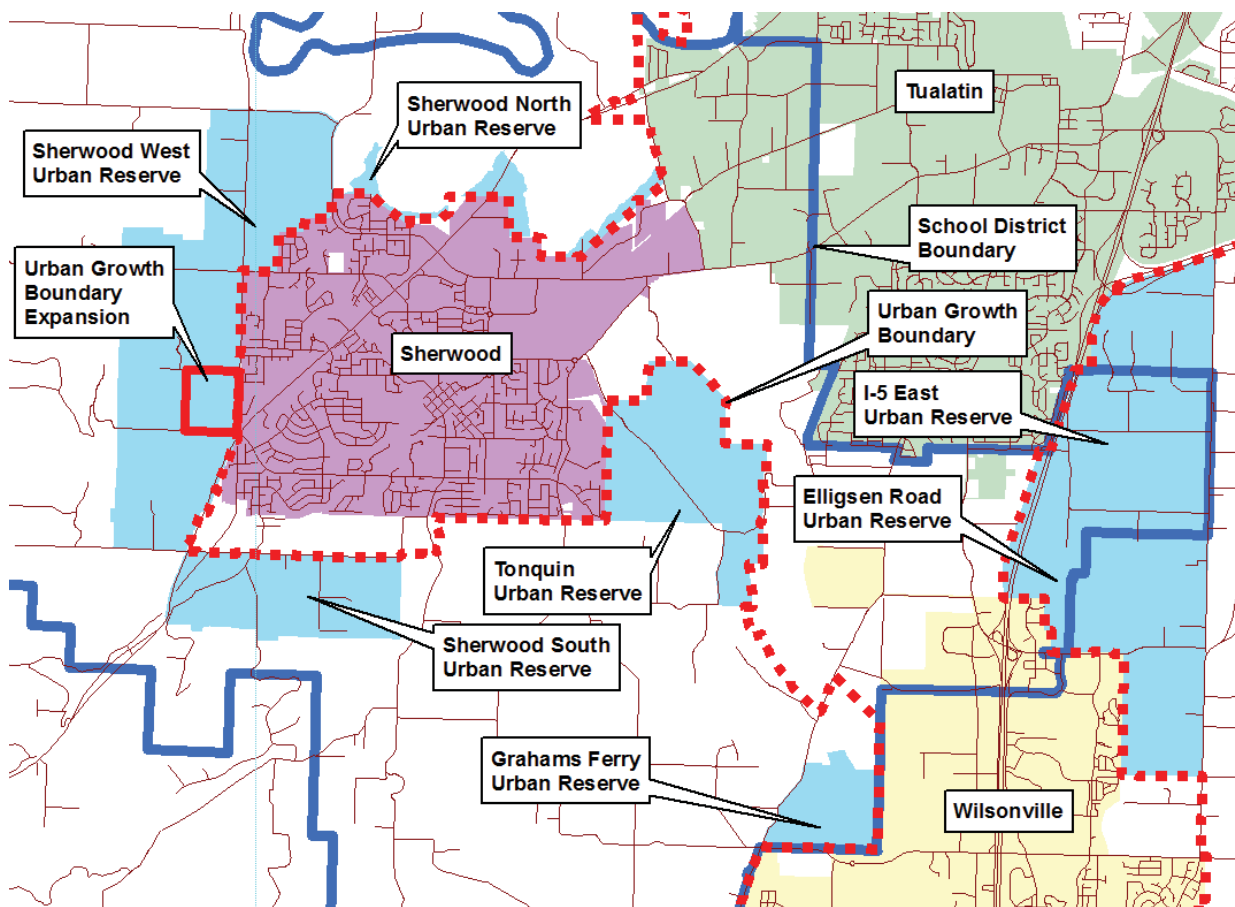 Sherwood North
Urban Reserve
Tualatin
Sherwood West
Urban Reserve
School District
Boundary
Urban Growth
Boundary
Expansion
Urban Growth
Boundary
Sherwood
I-5 East
Urban Reserve
Elligsen Road
Urban Reserve
Tonquin
Urban Reserve
Sherwood South
Urban Reserve
Grahams Ferry
Urban Reserve
Wilsonville